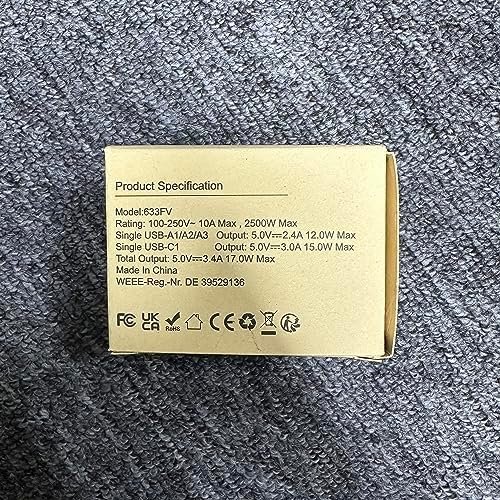 Product Specification
Model:633FV
Rating: 100-250V~ 10A Max , 2500W Max
Single USB-A1/A2/A3 Output: 5.0V⎓2.4A 12.0W Max
Single USB-C1 Output: 5.0V⎓3.0A 15.0W Max
Total Output: 5.0V⎓3.4A 17.0W Max
Made In China
WEEE-Reg.-Nr. DE 39529136
FC UK CA RoHS CE